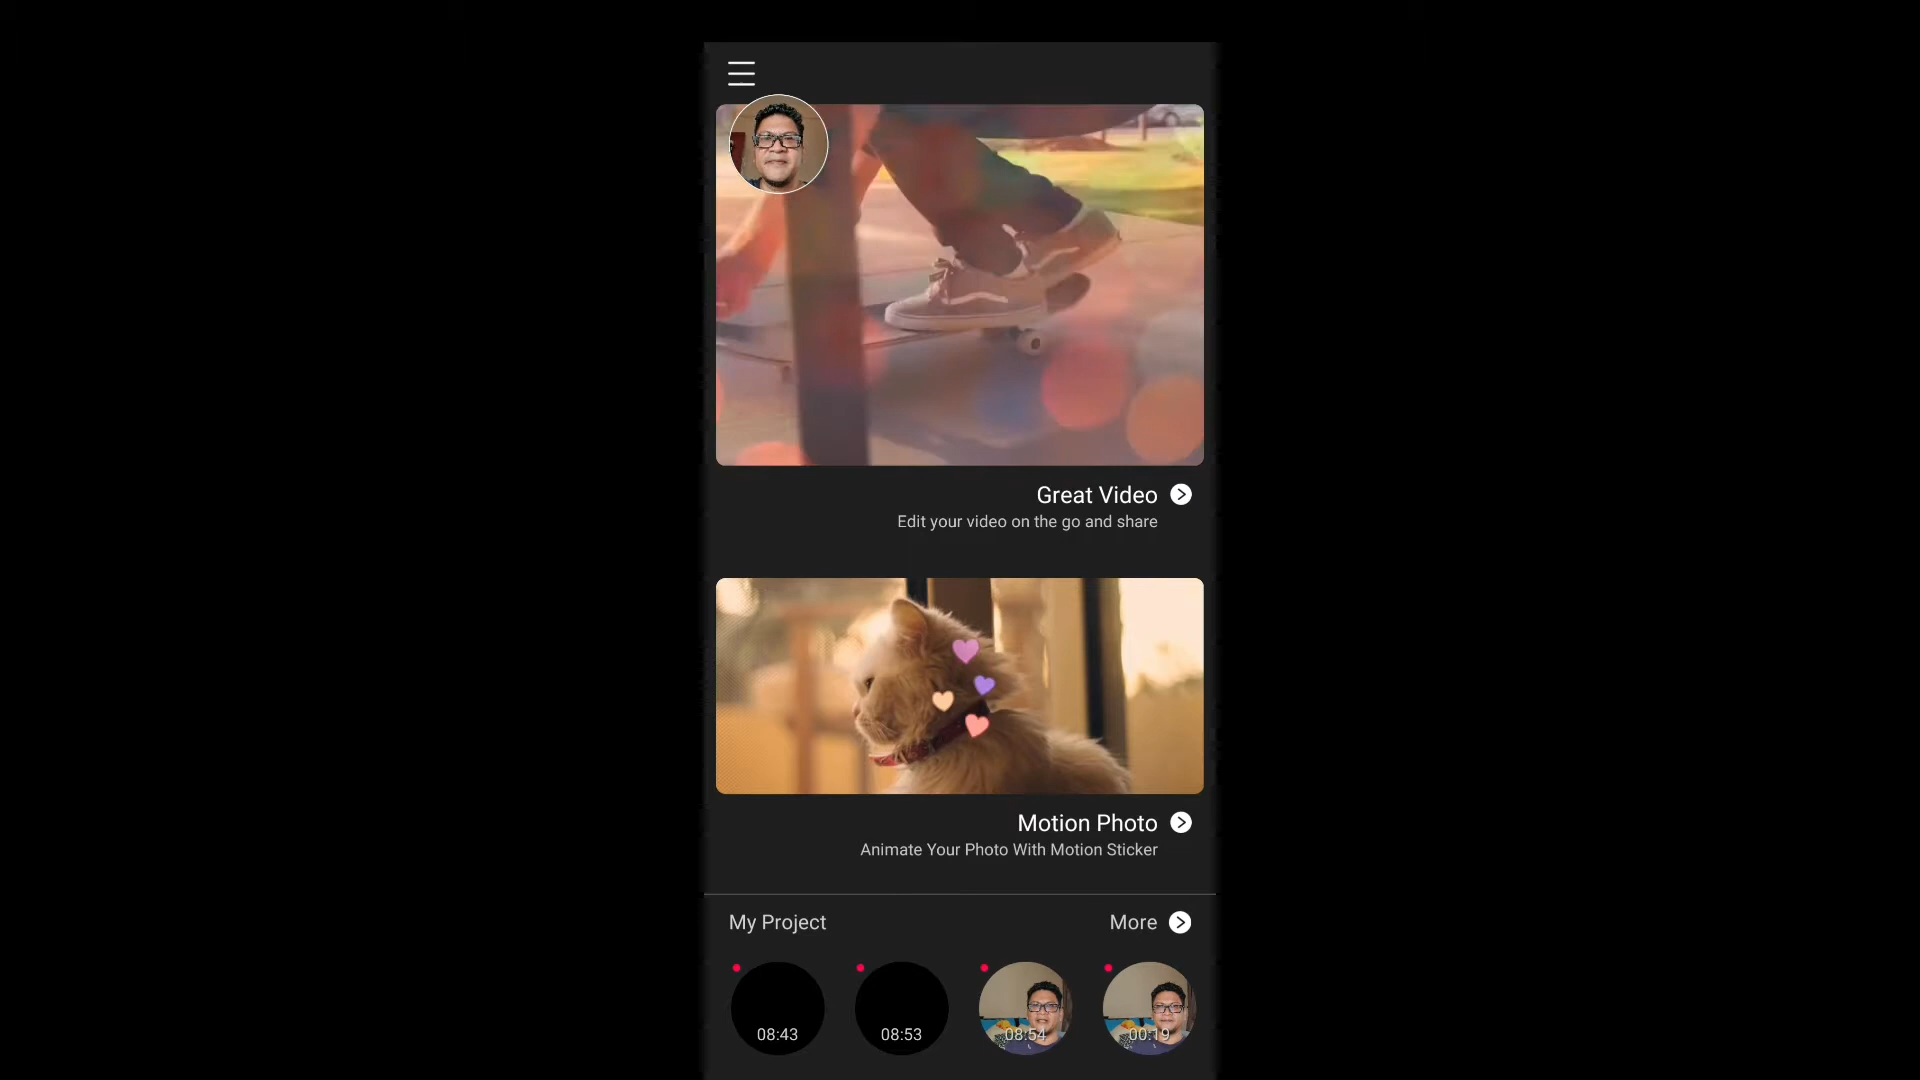 Great Video
Edit your video on the go and share
Motion Photo
Animate Your Photo With Motion Sticker
My Project
More
08:43
08:53
08:54
00:19